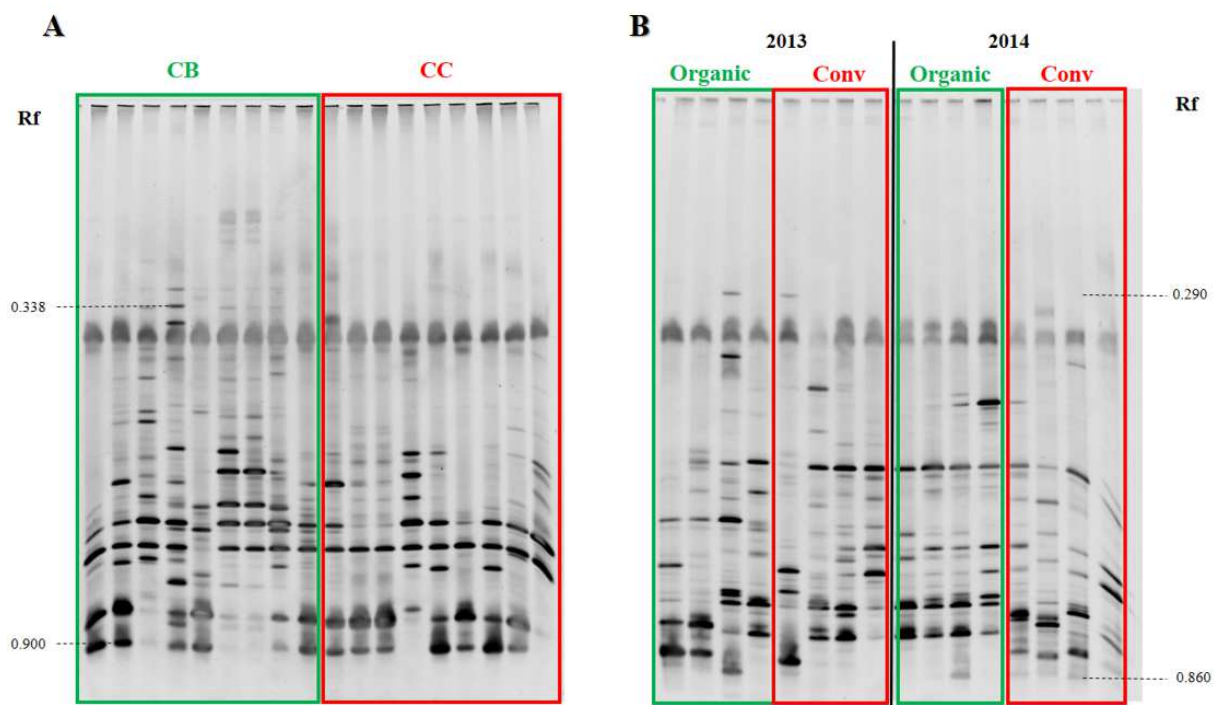 A
CB
CC
Rf
0.338
0.900
B
2013
2014
Organic
Conv
Organic
Conv
Rf
0.290
0.860